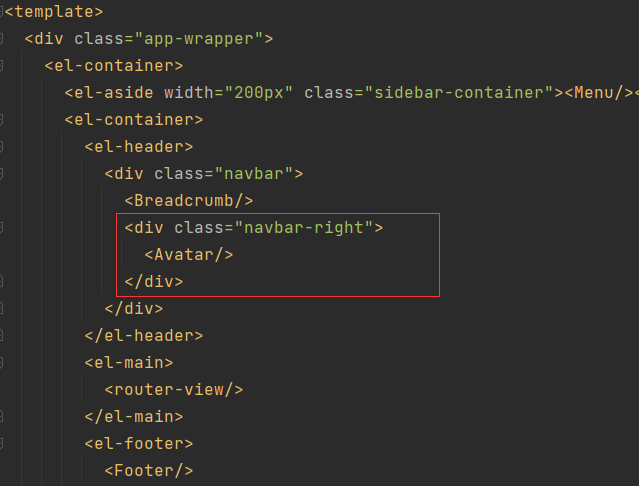 <template>
<div class="app-wrapper">
<el-container>
<el-aside width="200px" class="sidebar-container"><Menu/><
<el-container>
<el-header>
<div class="navbar">
<Breadcrumb/>
<div class="navbar-right">
<Avatar/>
</div>
</div>
</el-header>
<el-main>
<router-view/>
</el-main>
<el-footer>
<Footer/>